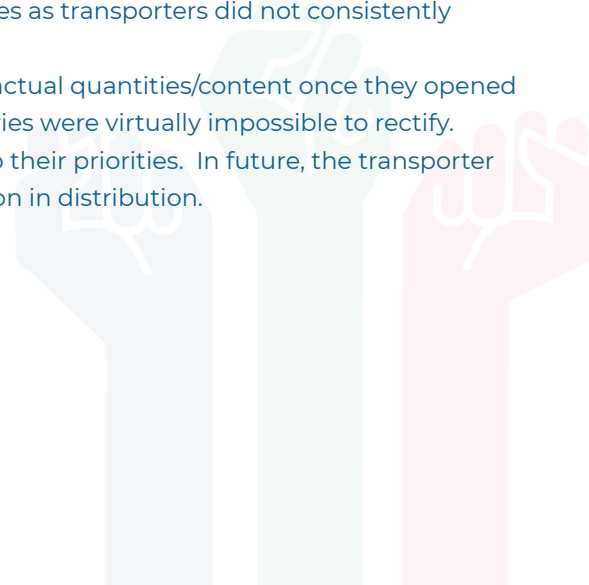 es as transporters did not consistently
ctual quantities/content once they opened
ies were virtually impossible to rectify.
their priorities. In future, the transporter
on in distribution.